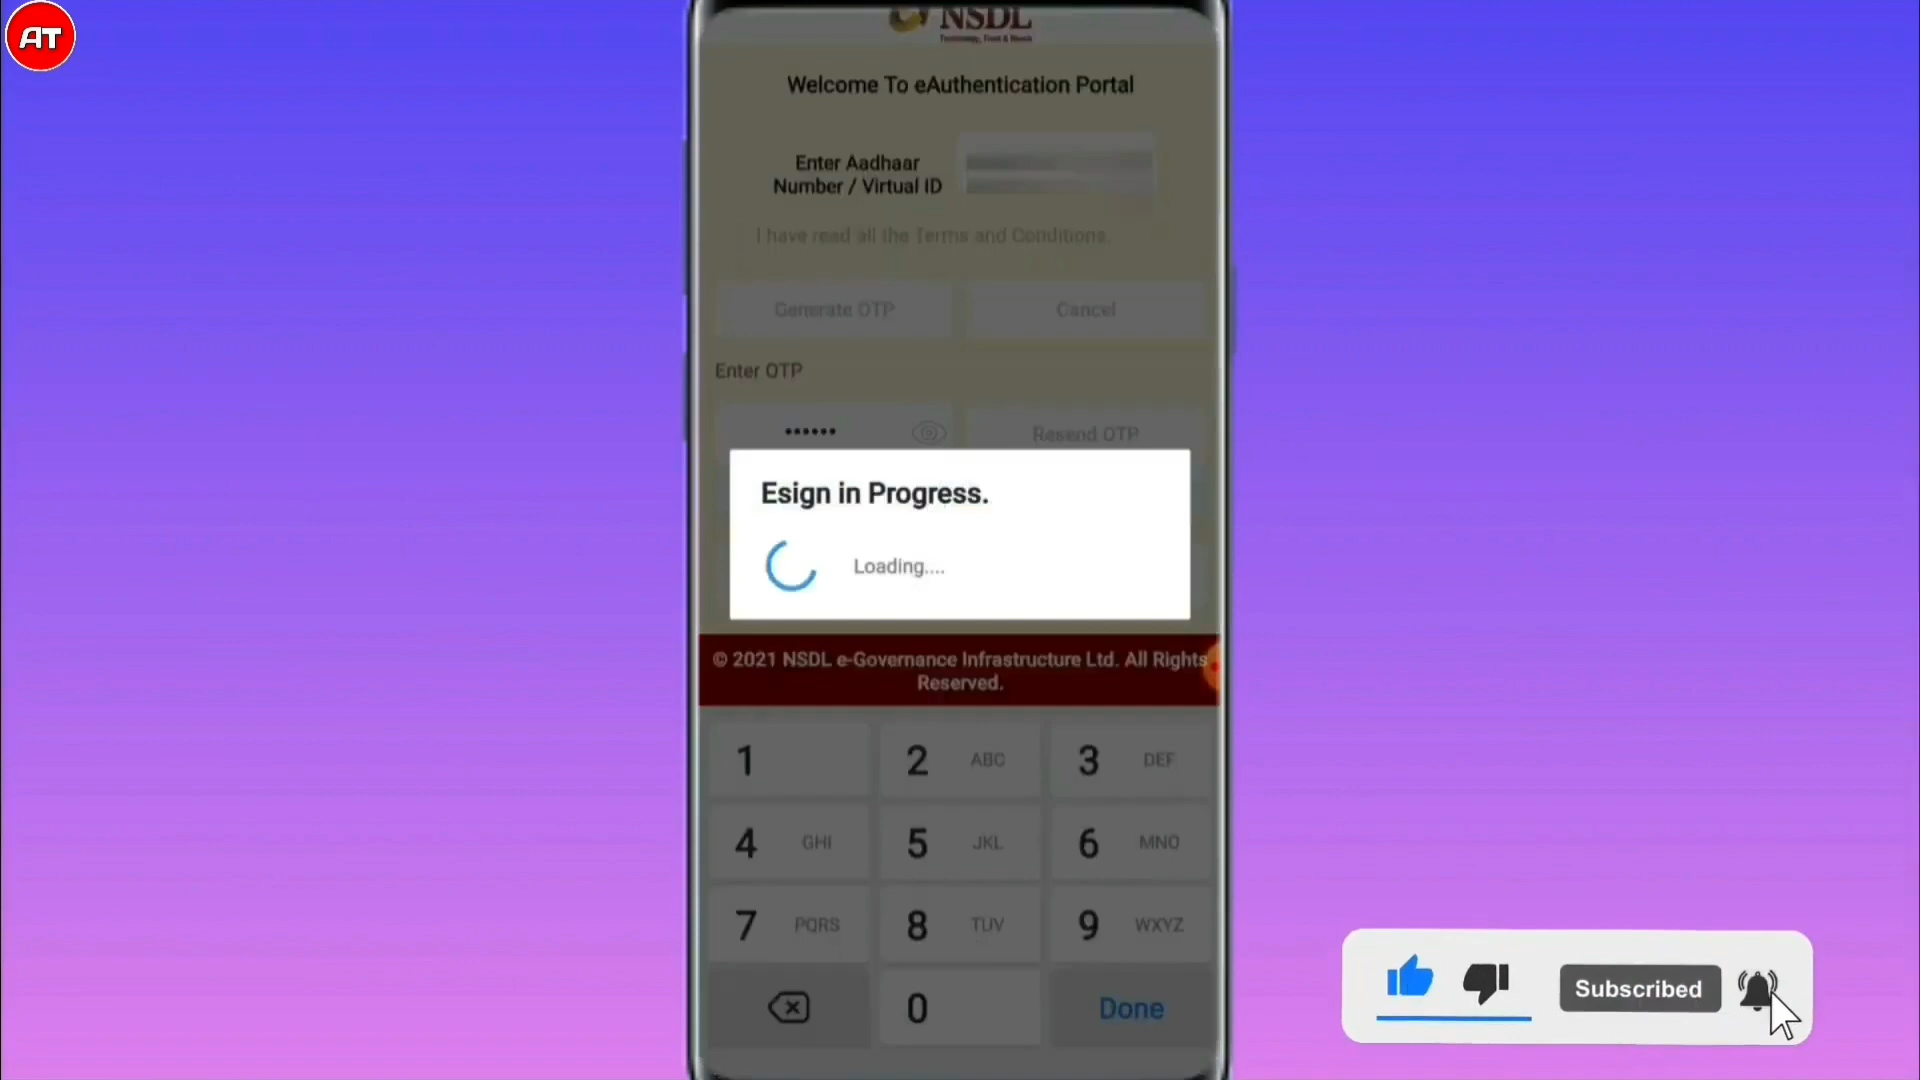 AT
NSDL
Technology, Trust & Reach
Welcome To eAuthentication Portal
Enter Aadhaar
Number / Virtual ID
I have read all the Terms and Conditions.
Generate OTP
Cancel
Enter OTP
Resend OTP
Esign in Progress.
Loading....
© 2021 NSDL e-Governance Infrastructure Ltd. All Rights
Reserved.
1
2 ABC
3 DEF
4 GHI
5 JKL
6 MNO
7 PQRS
8 TUV
9 WXYZ
0
Done
Subscribed